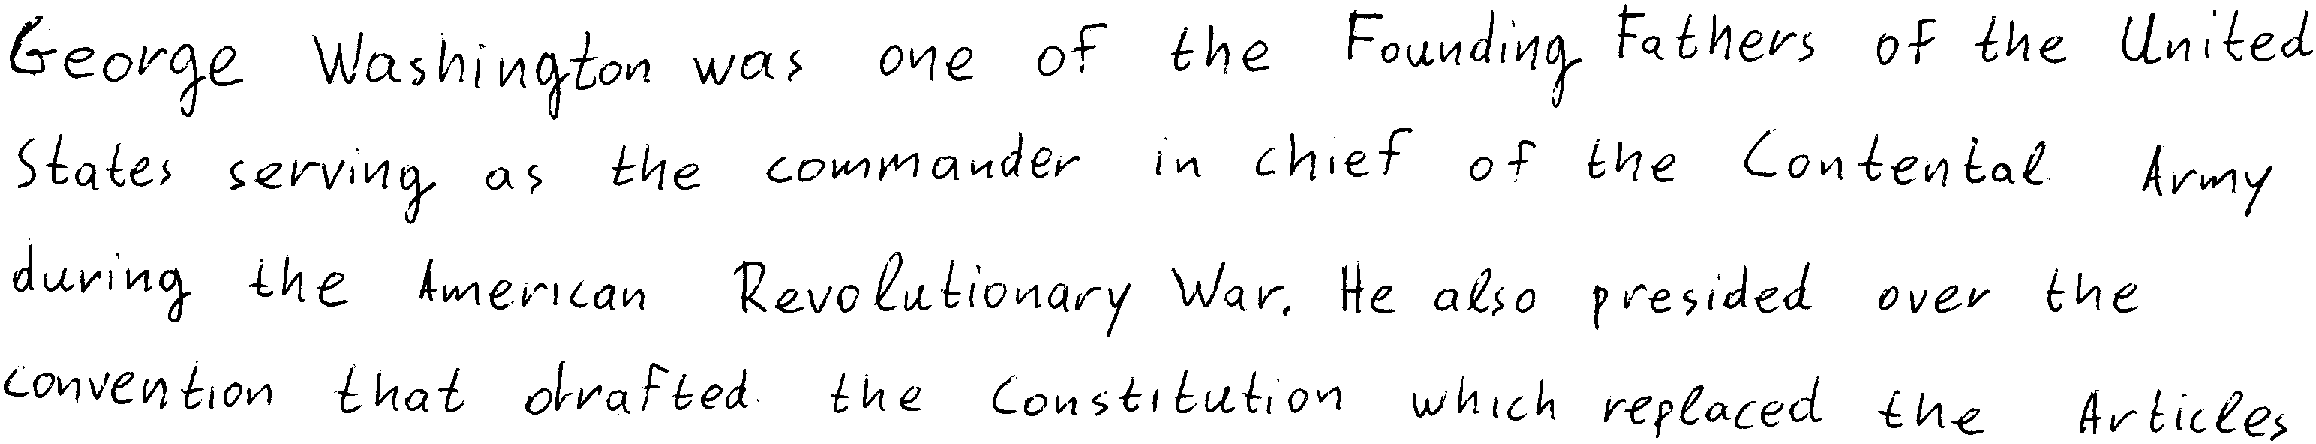 George Washington was one of the Founding Fathers of the United
States serving as the commander in chief of the Contental Army
during the American Revolutionary War. He also presided over the
convention that drafted the Constitution which replaced the Articles